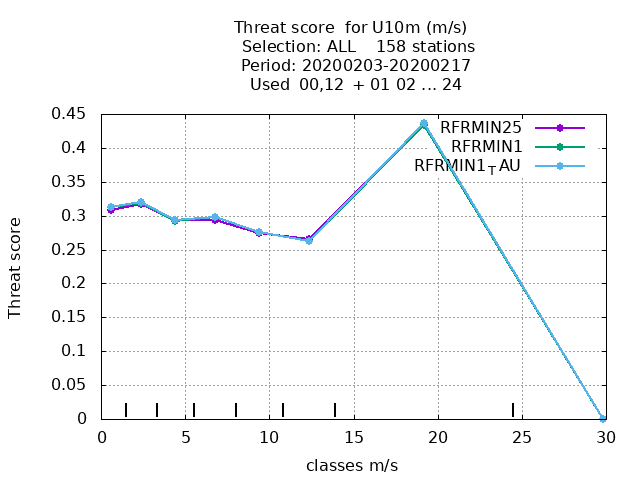 Threat score  for U10m (m/s)
Selection: ALL    158 stations
Period: 20200203-20200217
Used  00,12  + 01 02 ... 24
RFRMIN25
RFRMIN1
RFRMIN1_TAU
Threat score
0.45
0.4
0.35
0.3
0.25
0.2
0.15
0.1
0.05
0
0 5 10 15 20 25 30
classes m/s